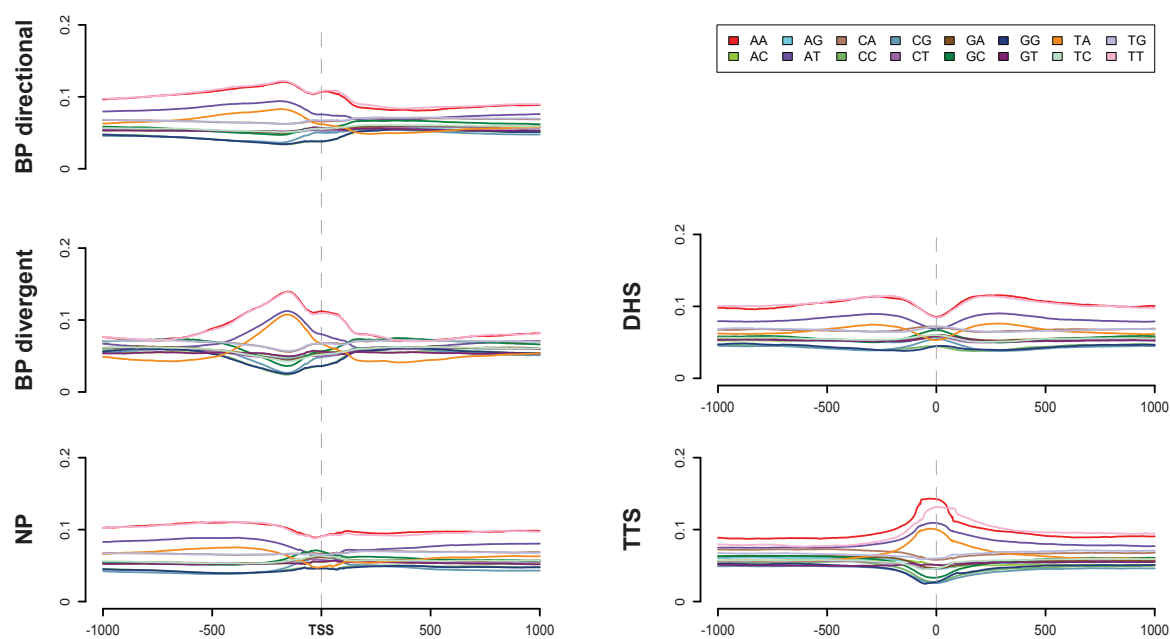 AA AG CA CG GA GG TA TG
AC AT CC CT GC GT TC TT
BP directional
0.2
0.1
0
BP divergent
0.2
0.1
0
DHS
0.2
0.1
0
-1000 -500 0 500 1000
NP
0.2
0.1
0
-1000 -500 TSS 500 1000
TTS
0.2
0.1
0
-1000 -500 0 500 1000